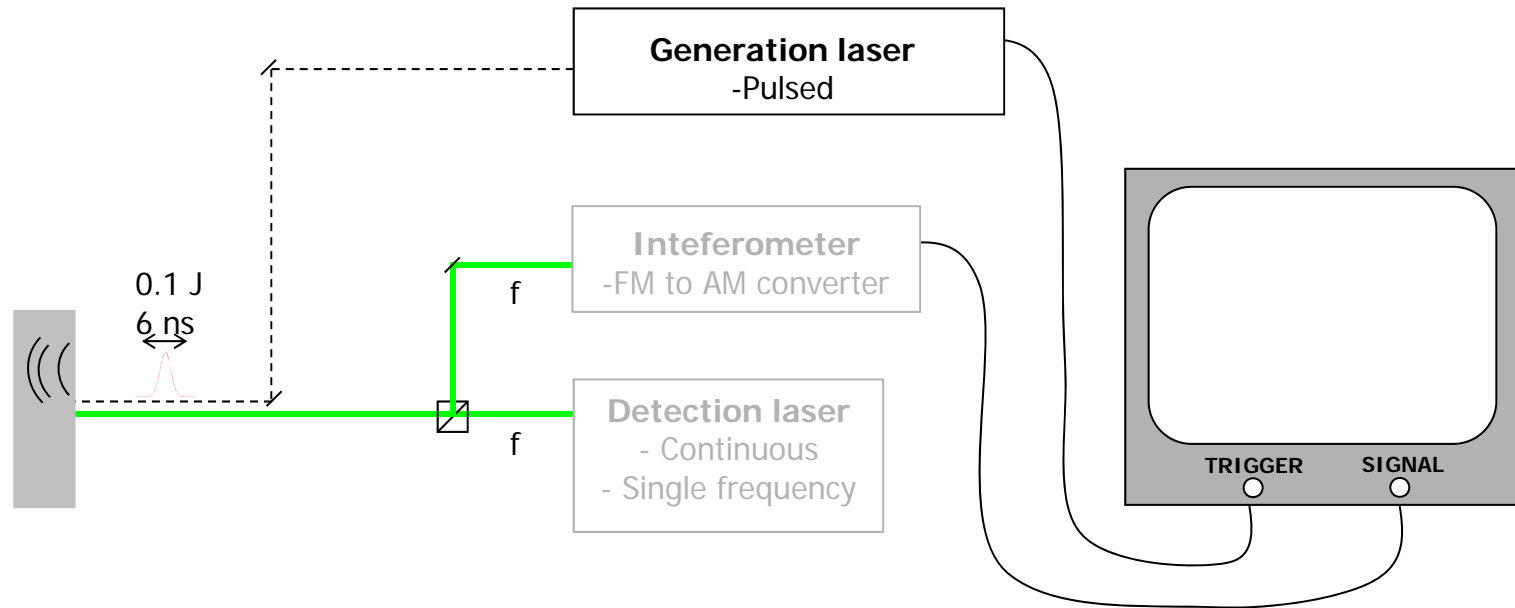 Generation laser
-Pulsed
Inteferometer
-FM to AM converter
0.1 J
6 ns
f
Detection laser
- Continuous
- Single frequency
f
TRIGGER
SIGNAL